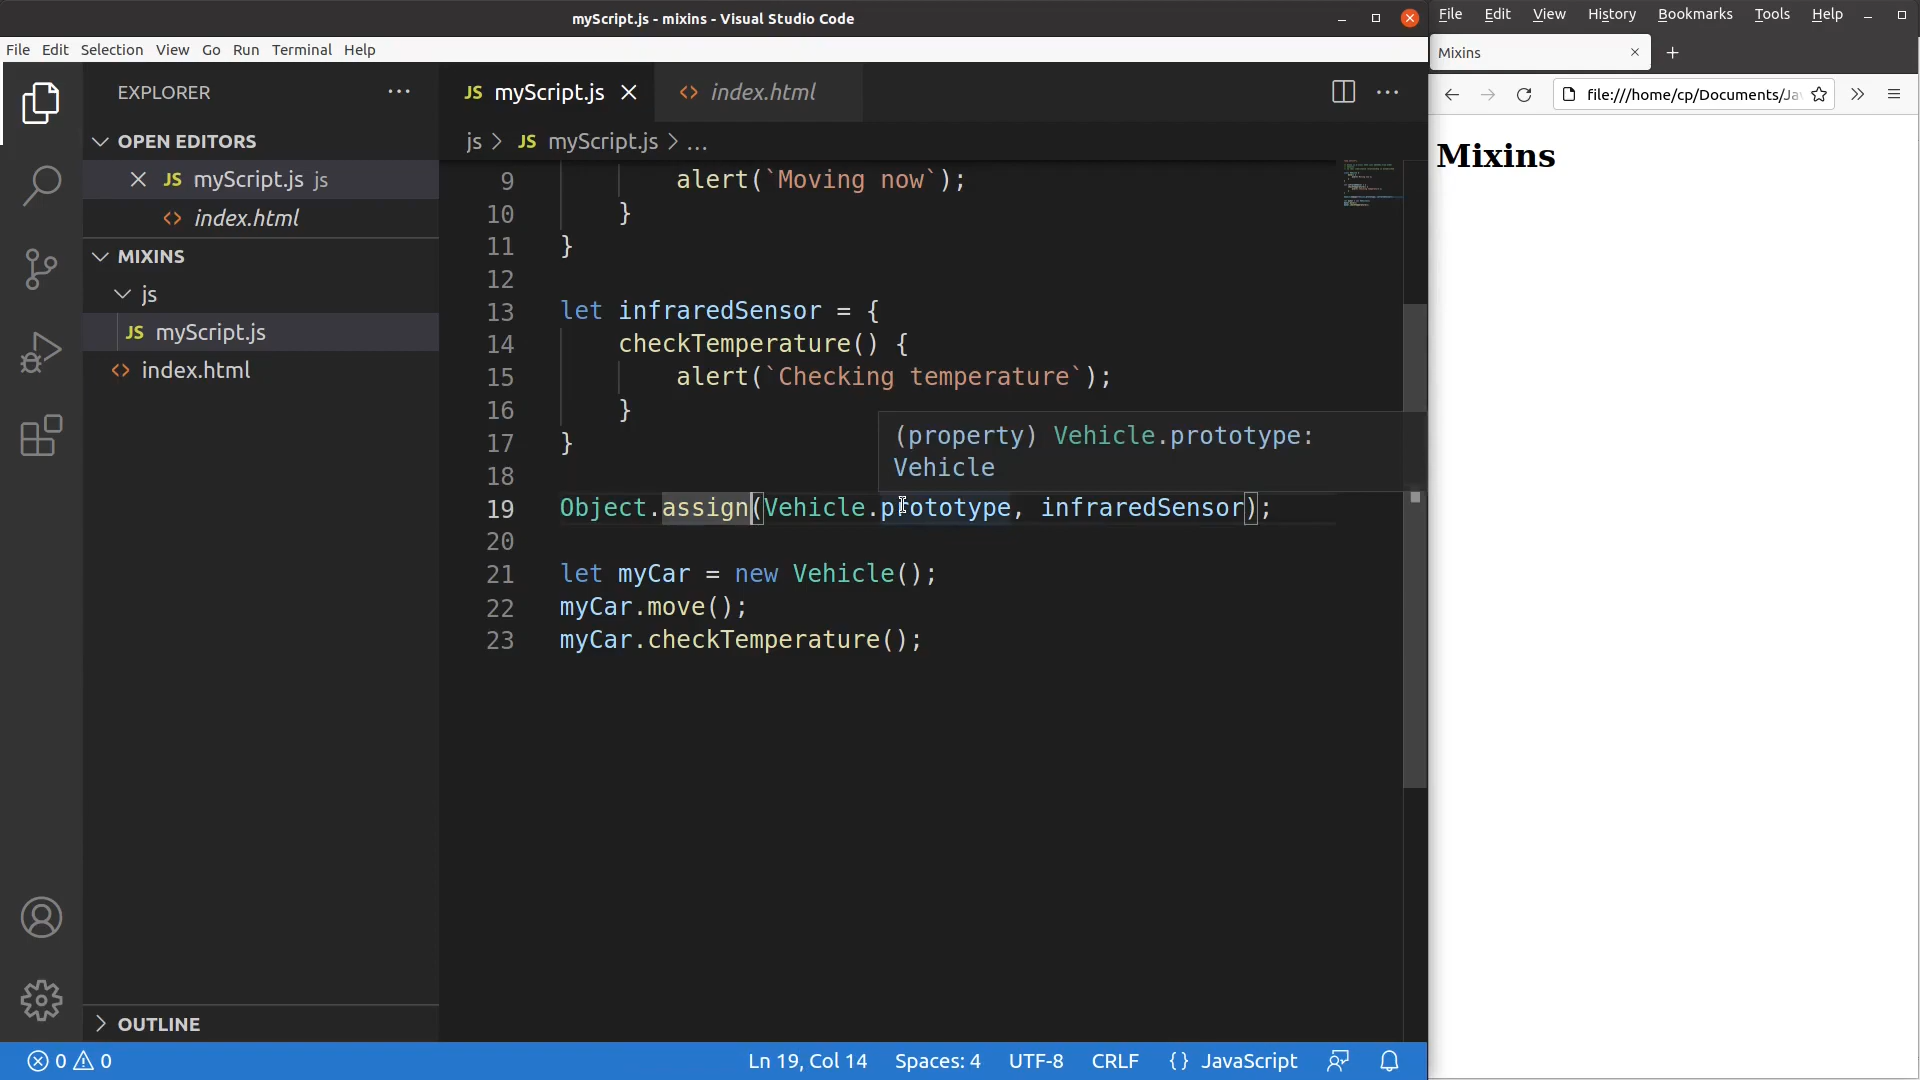 myScript.js - mixins - Visual Studio Code
File Edit Selection View Go Run Terminal Help
EXPLORER
OPEN EDITORS
JS myScript.js js
index.html
MIXINS
js
JS myScript.js
index.html
OUTLINE
JS myScript.js
index.html
js > JS myScript.js > ...
9 alert(`Moving now`);
10 }
11 }
12
13 let infraredSensor = {
14 checkTemperature() {
15 alert(`Checking temperature`);
16 }
17 }
18
(property) Vehicle.prototype:
Vehicle
19 Object.assign(Vehicle.prototype, infraredSensor);
20
21 let myCar = new Vehicle();
22 myCar.move();
23 myCar.checkTemperature();
0 0 Ln 19, Col 14 Spaces: 4 UTF-8 CRLF {} JavaScript
File Edit View History Bookmarks Tools Help
Mixins
file:///home/cp/Documents/Ja
Mixins